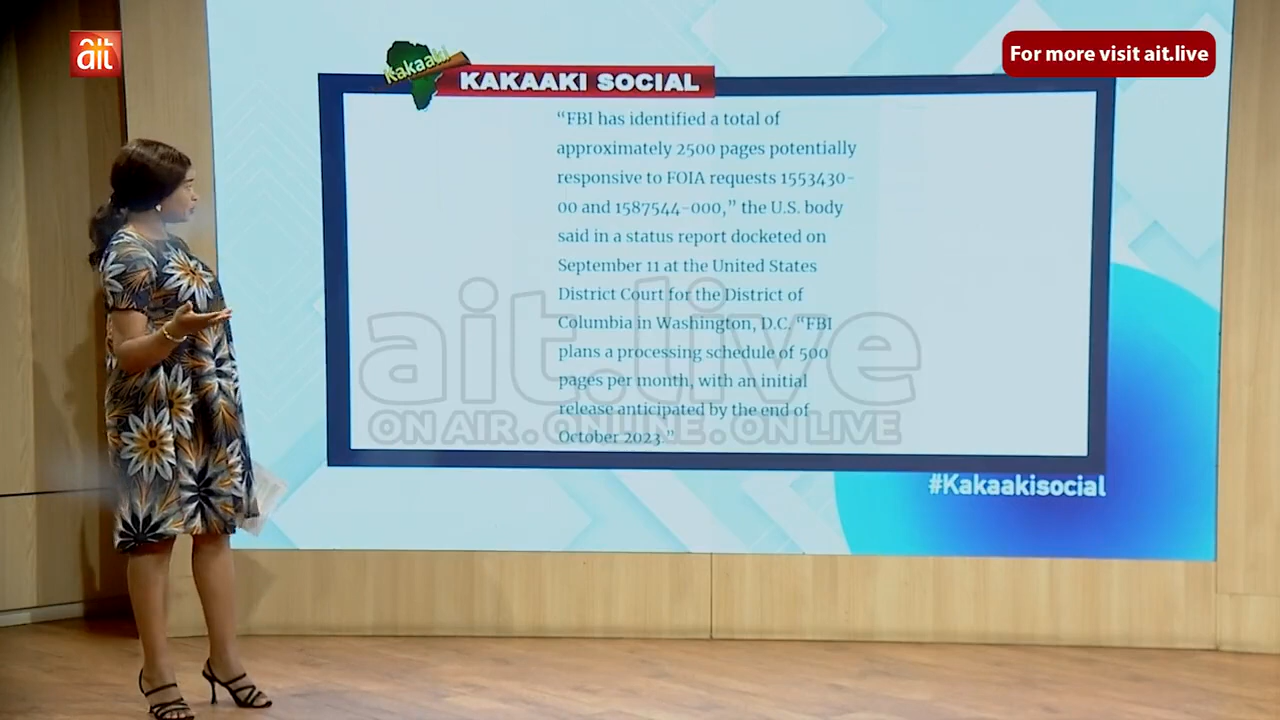 ait
For more visit ait.live
Kakaaki
KAKAAKI SOCIAL
“FBI has identified a total of
approximately 2500 pages potentially
responsive to FOIA requests 1553430-
00 and 1587544-000,” the U.S. body
said in a status report docketed on
September 11 at the United States
District Court for the District of
Columbia in Washington, D.C. “FBI
plans a processing schedule of 500
pages per month, with an initial
release anticipated by the end of
October 2023.”
ait.live
ON AIR . ONLINE . ON LIVE
#Kakaakisocial